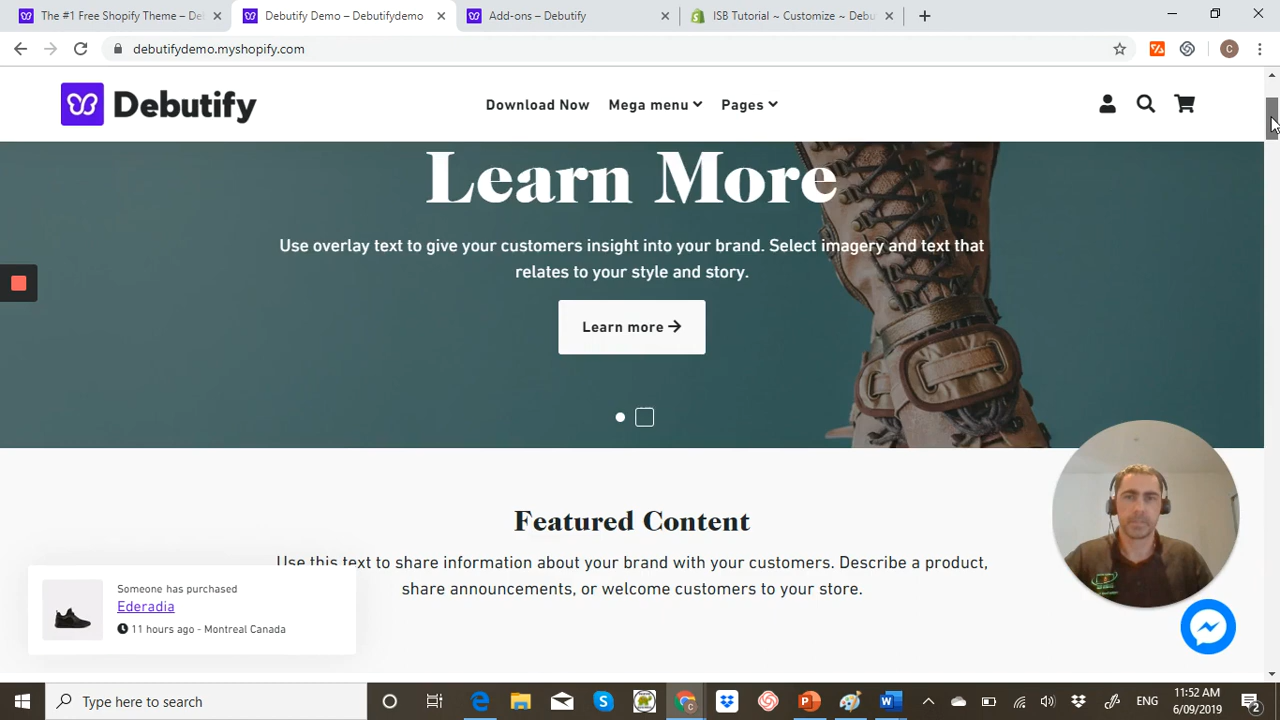 The #1 Free Shopify Theme – Deb
Debutify Demo – Debutifydemo
Add-ons – Debutify
ISB Tutorial ~ Customize ~ Debu
debutifydemo.myshopify.com
C
Debutify
Download Now
Mega menu
Pages
Learn More
Use overlay text to give your customers insight into your brand. Select imagery and text that
relates to your style and story.
Learn more →
Featured Content
Use this text to share information about your brand with your customers. Describe a product,
share announcements, or welcome customers to your store.
Someone has purchased
Ederadia
11 hours ago - Montreal Canada
Type here to search
ENG
11:52 AM
6/09/2019
2